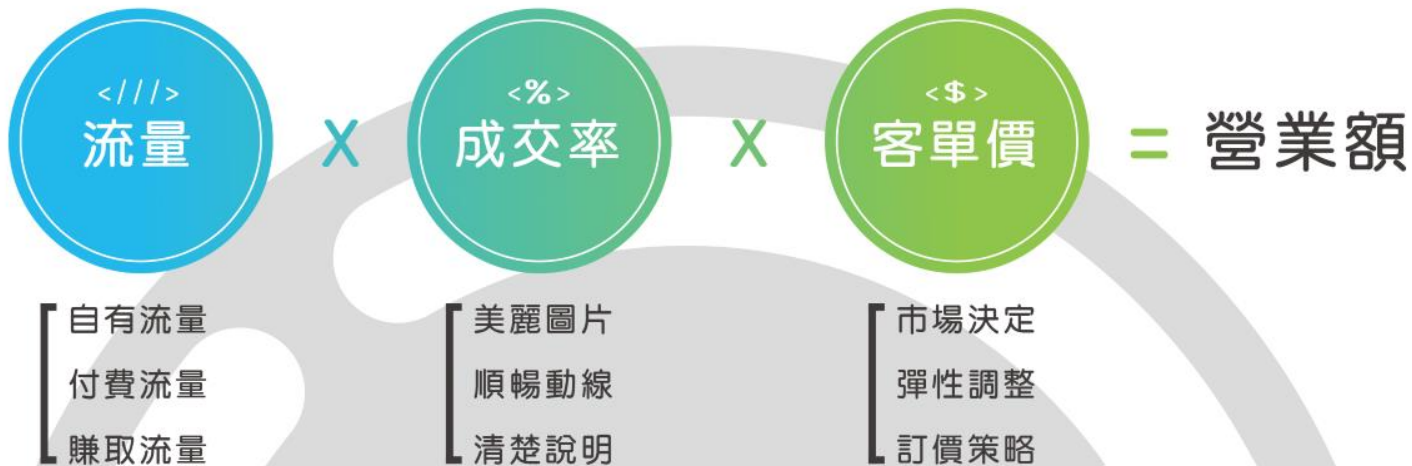 <///>
流量
X
<%>
成交率
X
<$>
客單價
= 營業額
自有流量
付費流量
賺取流量
美麗圖片
順暢動線
清楚說明
市場決定
彈性調整
訂價策略